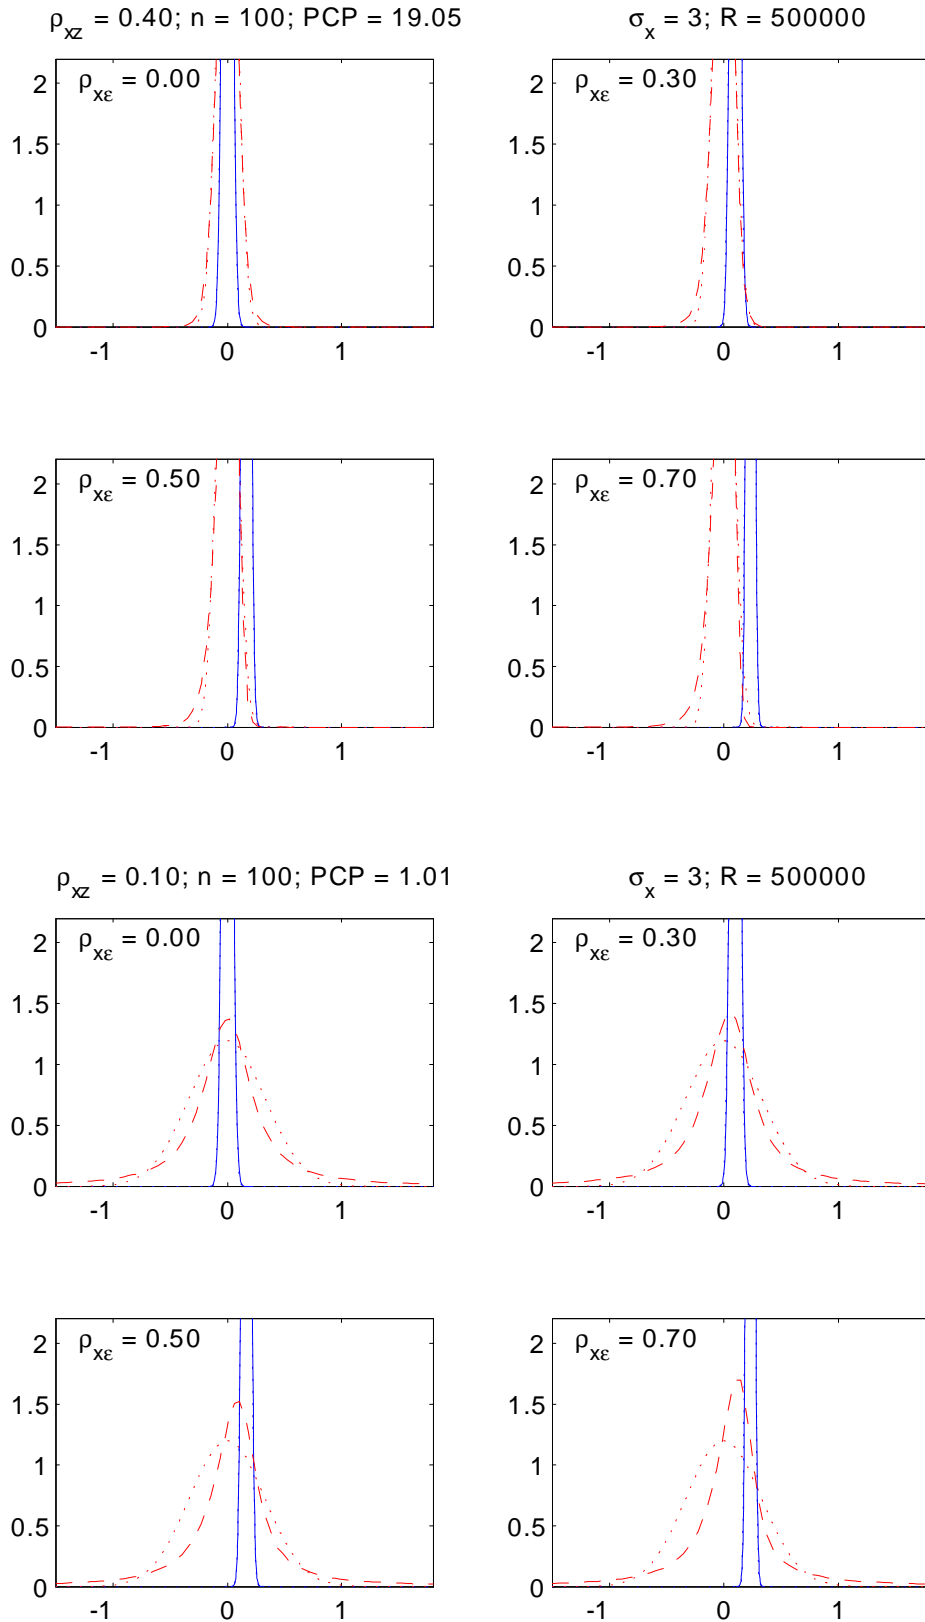 ρxz = 0.40; n = 100; PCP = 19.05
σx = 3; R = 500000
ρxε = 0.00
2
1.5
1
0.5
0
-1 0 1
ρxε = 0.30
2
1.5
1
0.5
0
-1 0 1
ρxε = 0.50
2
1.5
1
0.5
0
-1 0 1
ρxε = 0.70
2
1.5
1
0.5
0
-1 0 1
ρxz = 0.10; n = 100; PCP = 1.01
σx = 3; R = 500000
ρxε = 0.00
2
1.5
1
0.5
0
-1 0 1
ρxε = 0.30
2
1.5
1
0.5
0
-1 0 1
ρxε = 0.50
2
1.5
1
0.5
0
-1 0 1
ρxε = 0.70
2
1.5
1
0.5
0
-1 0 1